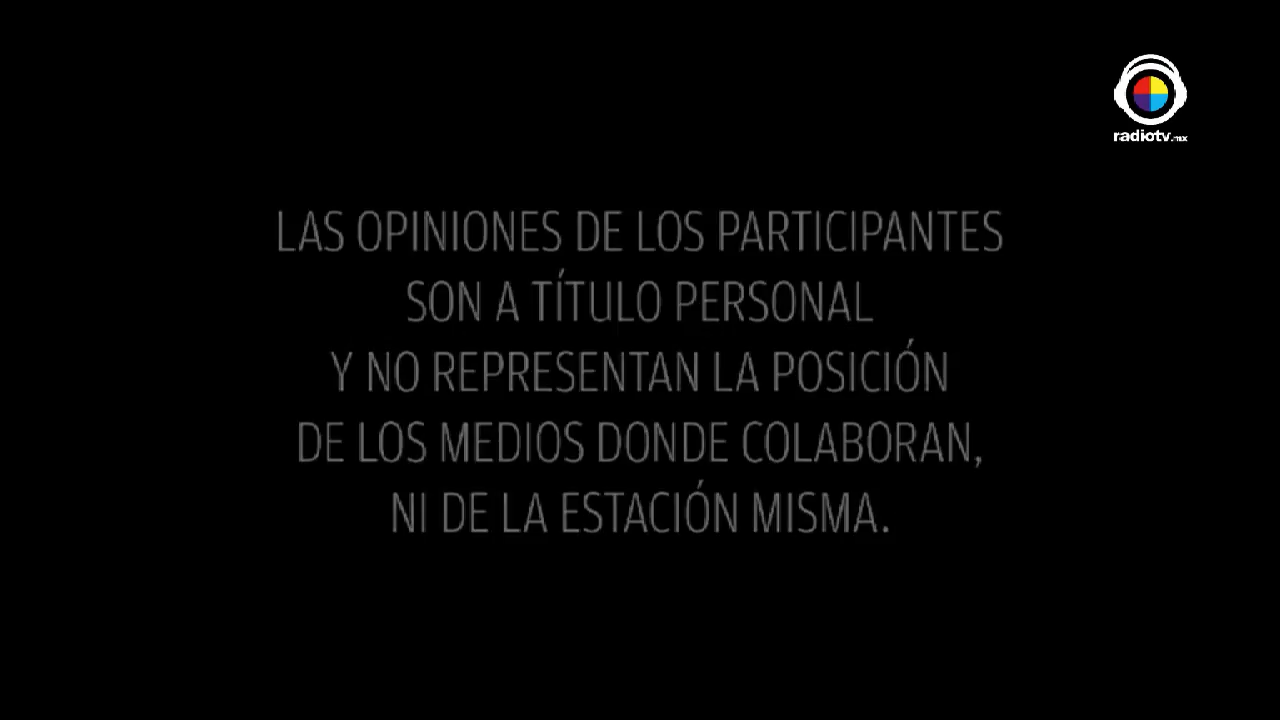 radiotv.mx
LAS OPINIONES DE LOS PARTICIPANTES
SON A TÍTULO PERSONAL
Y NO REPRESENTAN LA POSICIÓN
DE LOS MEDIOS DONDE COLABORAN,
NI DE LA ESTACIÓN MISMA.